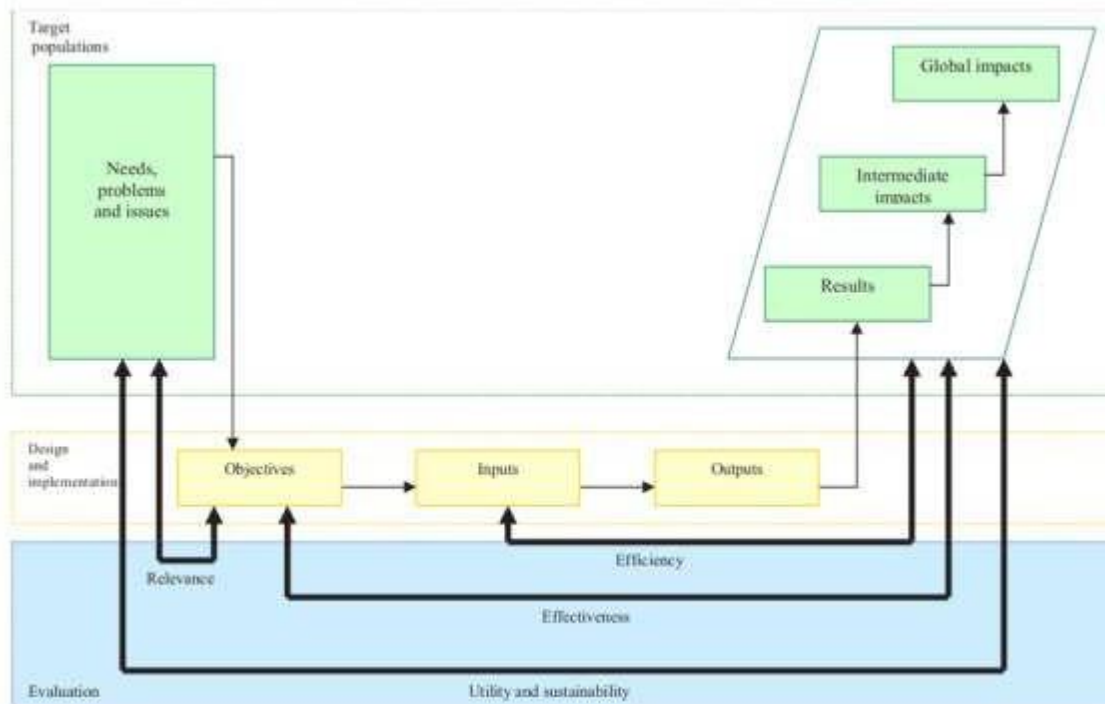 Target
populations
Global impacts
Needs,
problems
and issues
Intermediate
impacts
Results
Design
and
implementation
Objectives
Inputs
Outputs
Efficiency
Relevance
Effectiveness
Evaluation
Utility and sustainability